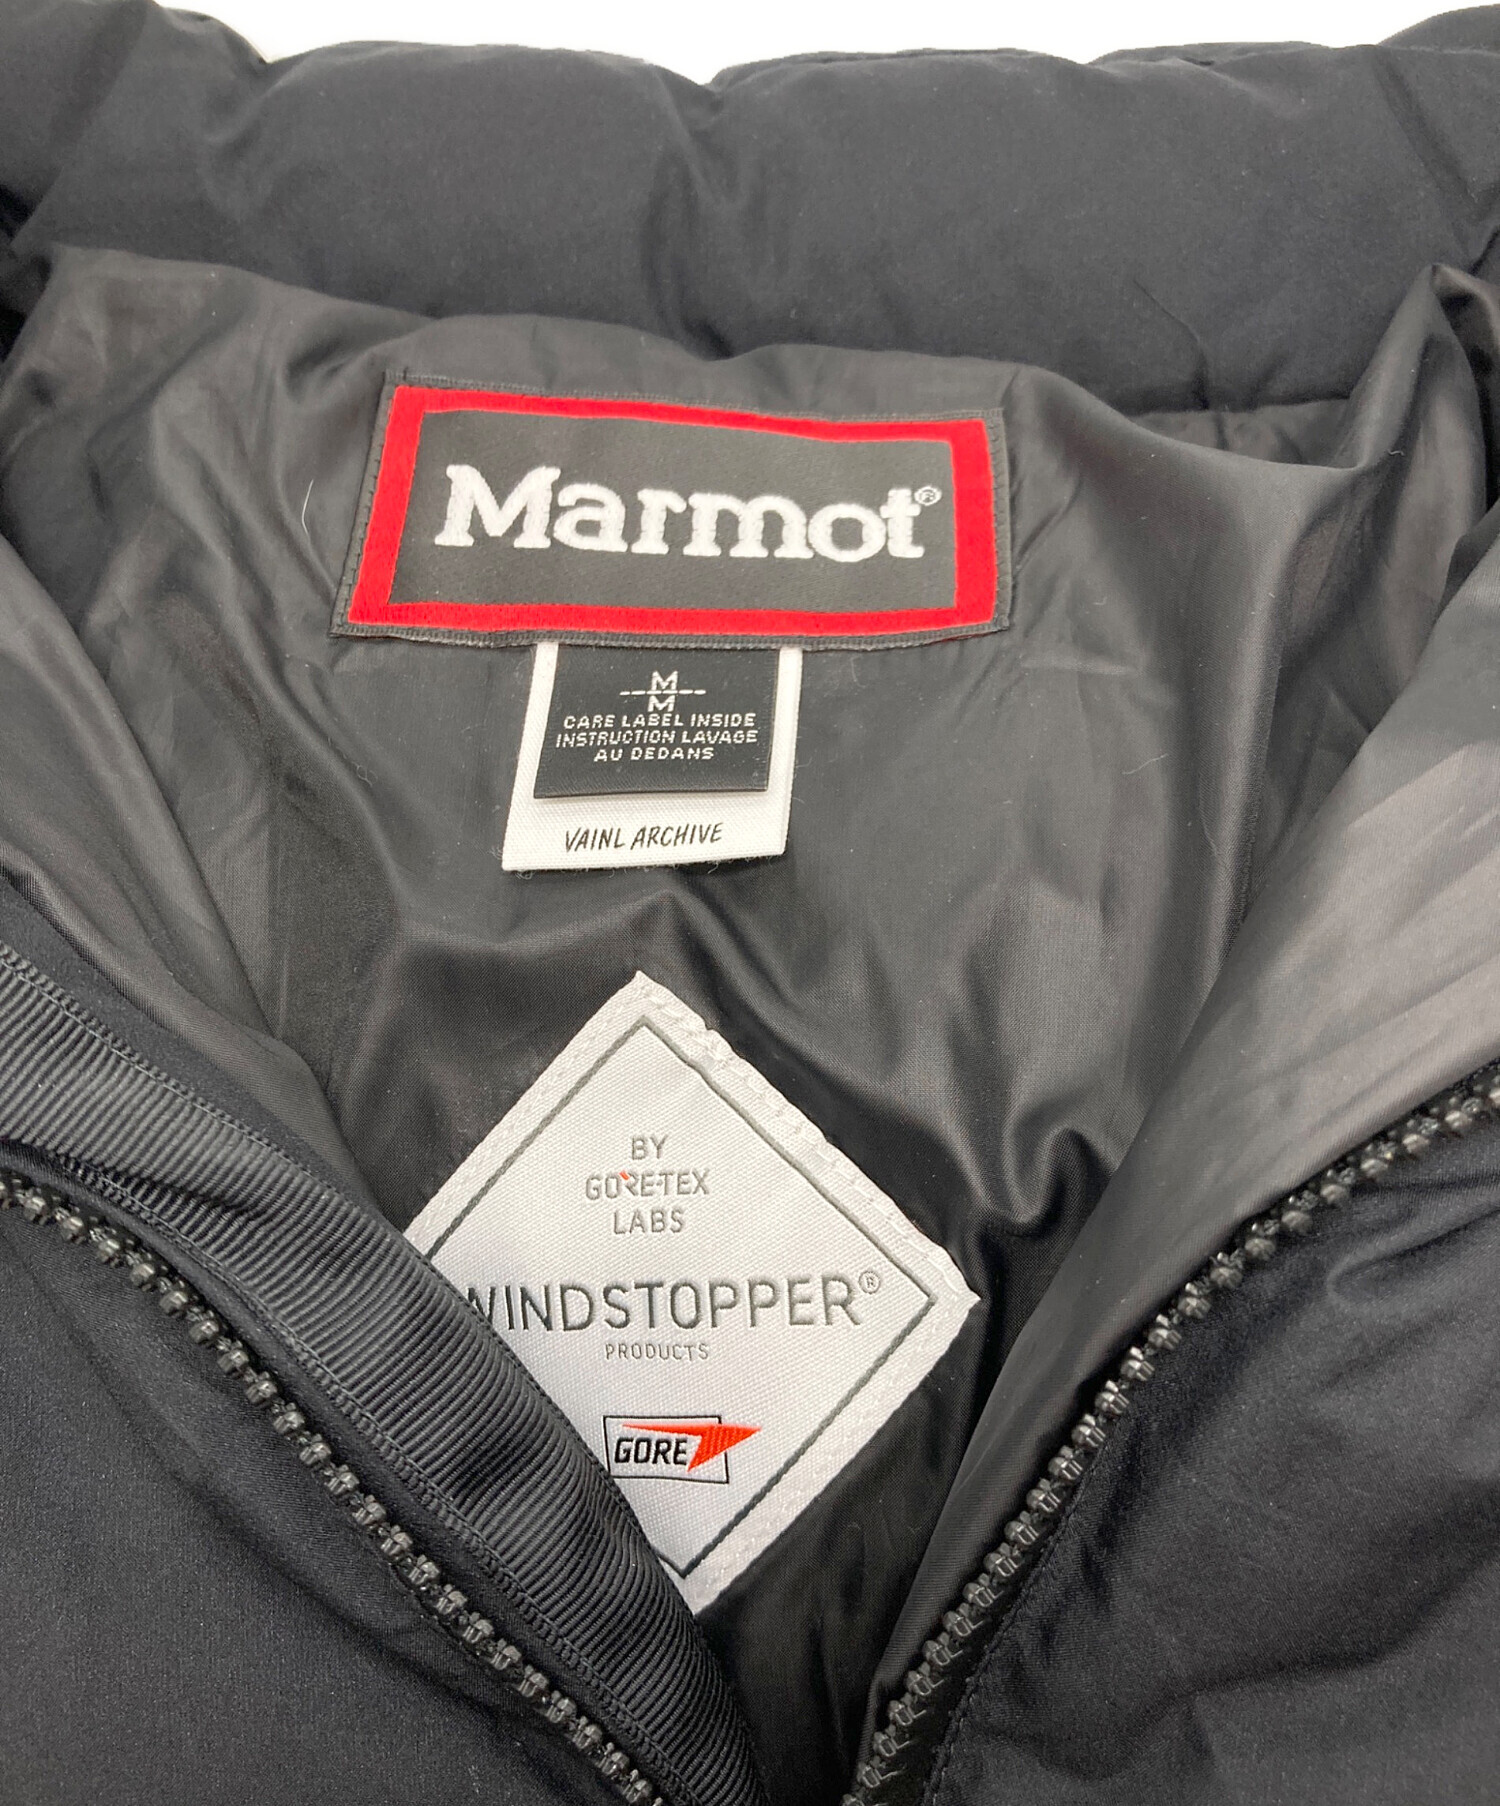 Marmot®
M
M
CARE LABEL INSIDE
INSTRUCTION LAVAGE
AU DEDANS
VAINL ARCHIVE
BY
GORE-TEX
LABS
WINDSTOPPER®
PRODUCTS
GORE